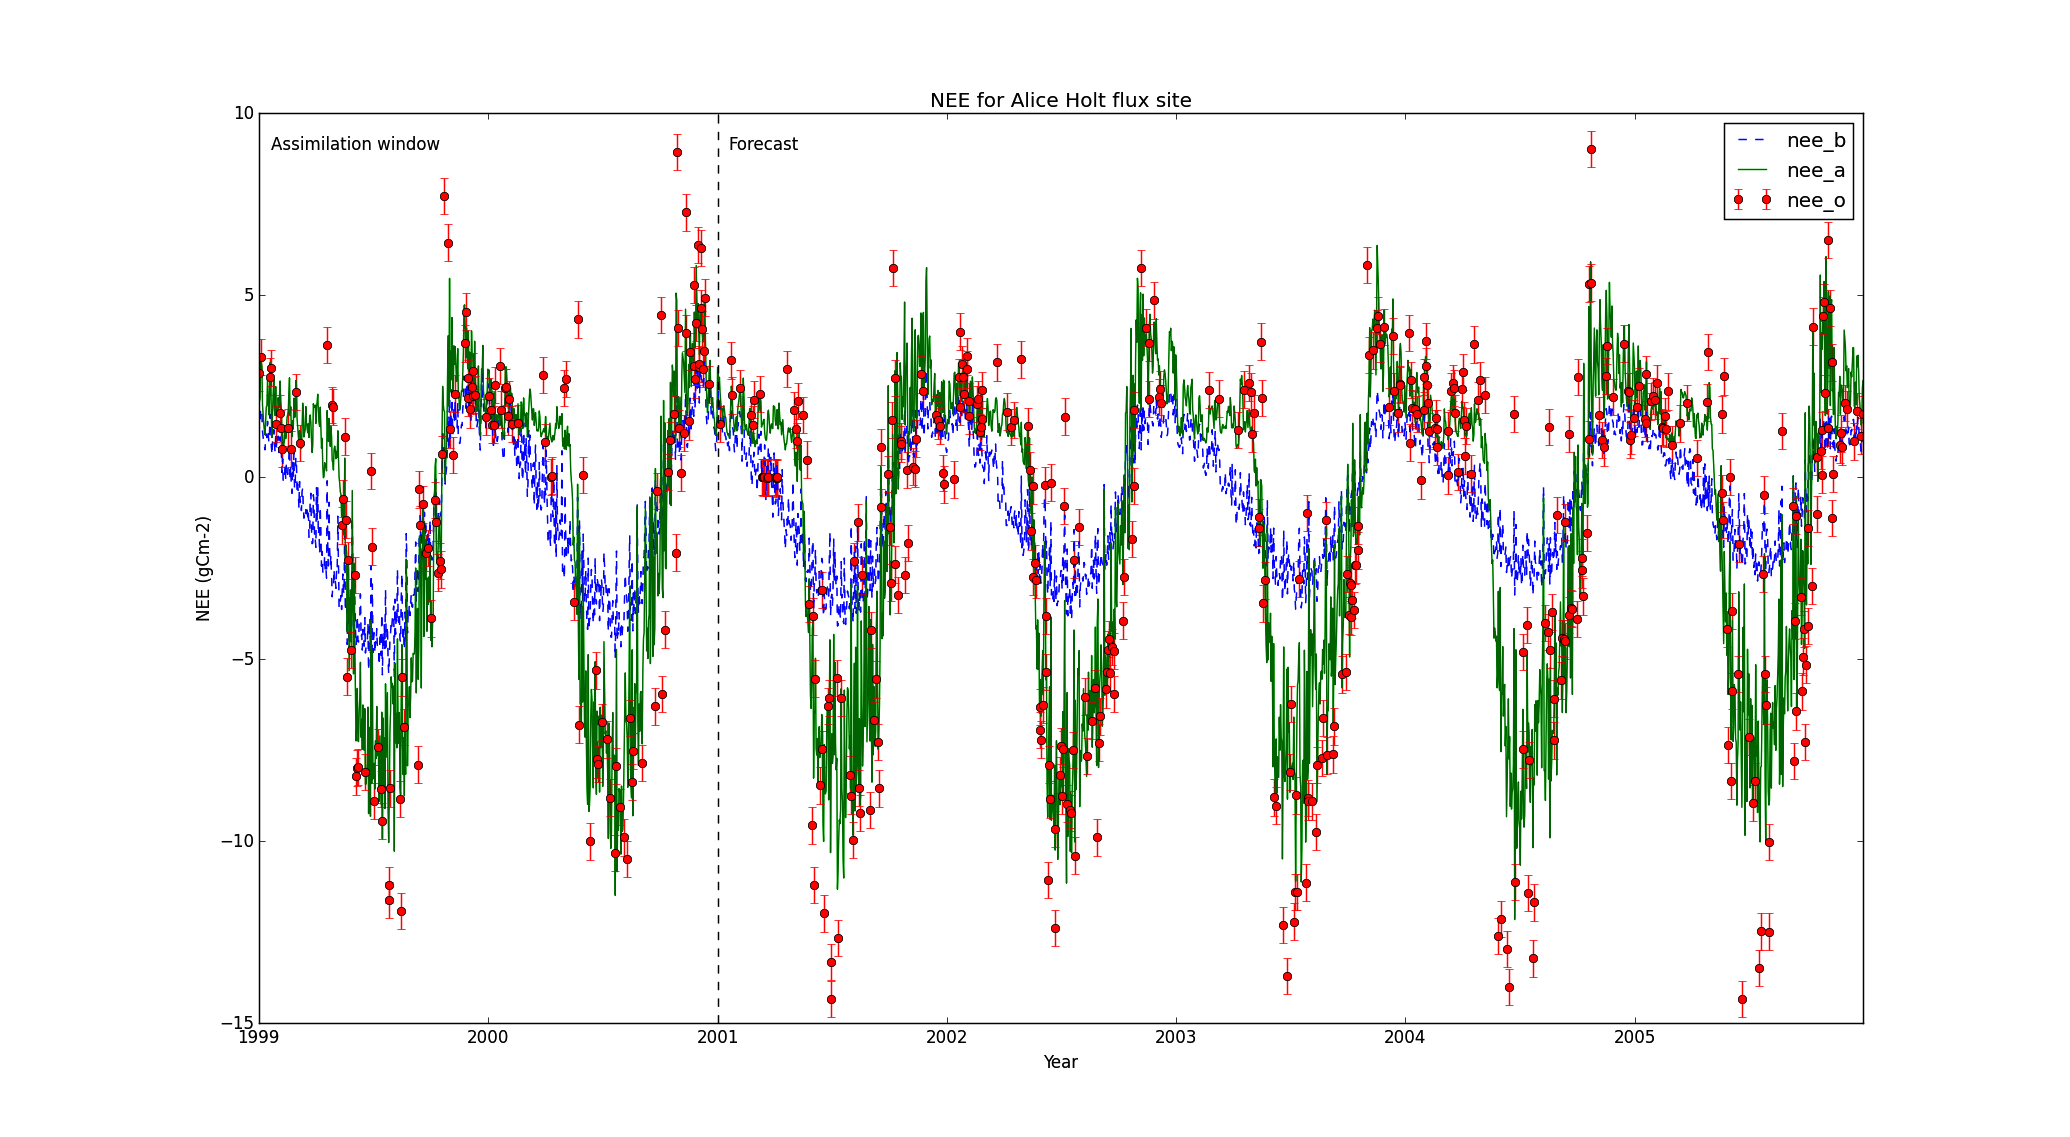 NEE for Alice Holt flux site
Assimilation window
Forecast
nee_b
nee_a
nee_o
NEE (gCm-2)
10
5
0
−5
−10
−15
1999
2000
2001
2002
2003
2004
2005
Year